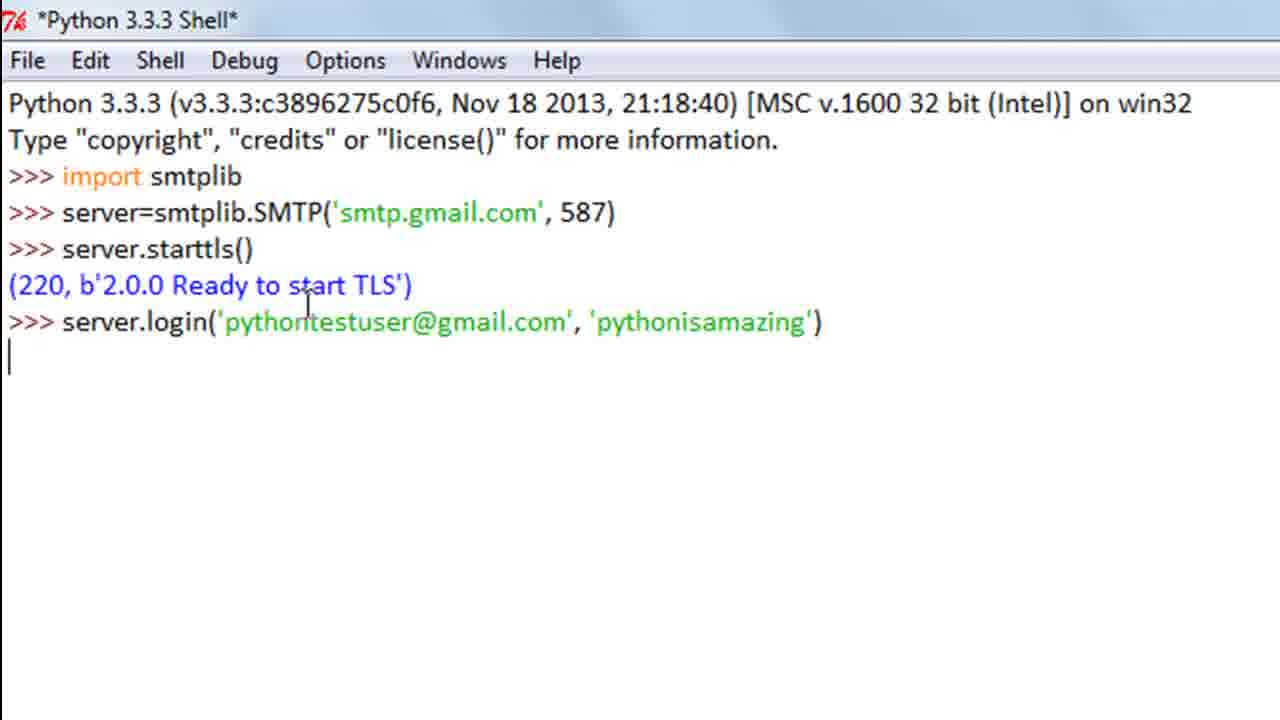 *Python 3.3.3 Shell*
File Edit Shell Debug Options Windows Help
Python 3.3.3 (v3.3.3:c3896275c0f6, Nov 18 2013, 21:18:40) [MSC v.1600 32 bit (Intel)] on win32
Type "copyright", "credits" or "license()" for more information.
>>> import smtplib
>>> server=smtplib.SMTP('smtp.gmail.com', 587)
>>> server.starttls()
(220, b'2.0.0 Ready to start TLS')
>>> server.login('pythontestuser@gmail.com', 'pythonisamazing')